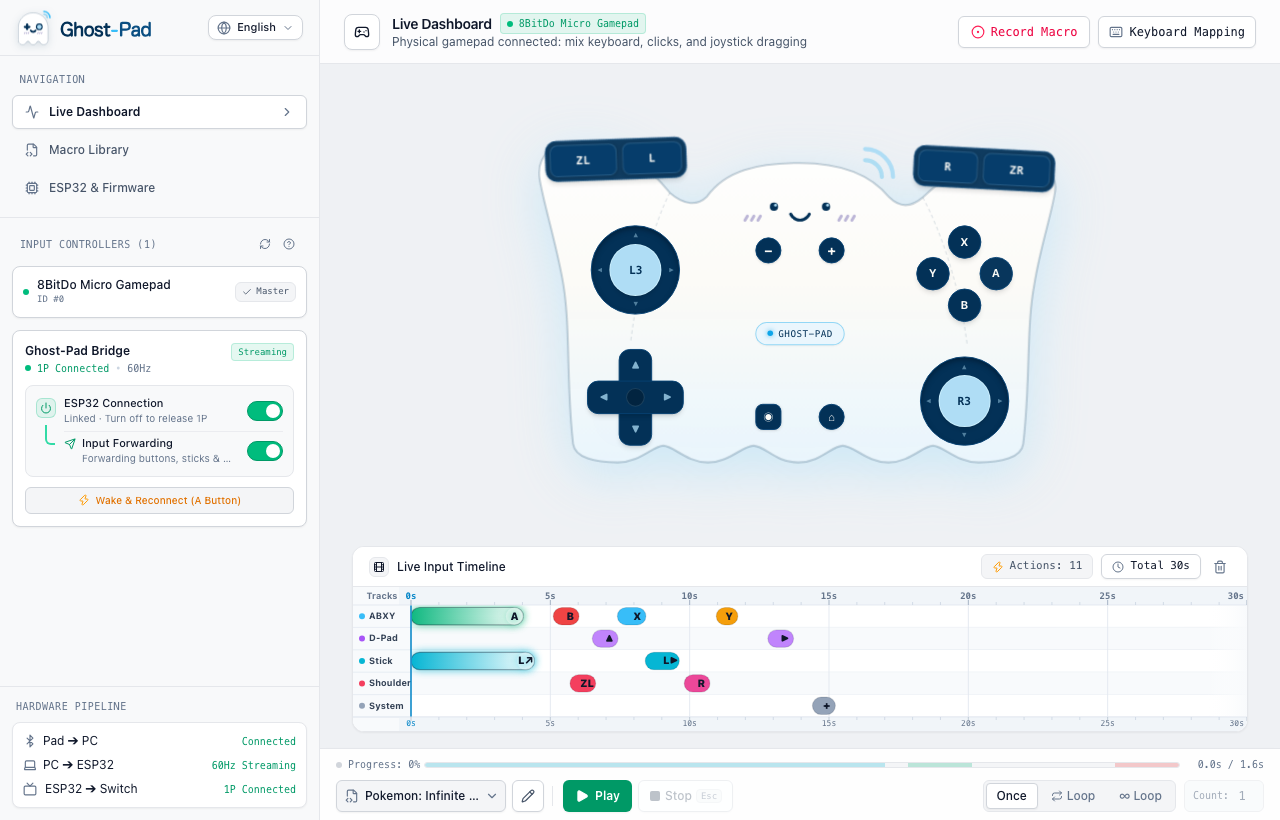 Ghost-Pad
English
NAVIGATION
Live Dashboard
Macro Library
ESP32 & Firmware
INPUT CONTROLLERS (1)
8BitDo Micro Gamepad
ID #0
Master
Ghost-Pad Bridge
Streaming
1P Connected • 60Hz
ESP32 Connection
Linked · Turn off to release 1P
Input Forwarding
Forwarding buttons, sticks & ...
Wake & Reconnect (A Button)
HARDWARE PIPELINE
Pad ➔ PC Connected
PC ➔ ESP32 60Hz Streaming
ESP32 ➔ Switch 1P Connected
Live Dashboard
8BitDo Micro Gamepad
Physical gamepad connected: mix keyboard, clicks, and joystick dragging
Record Macro
Keyboard Mapping
ZL L R ZR
− +
X
Y A
B
L3
GHOST-PAD
R3
Live Input Timeline
Actions: 11
Total 30s
Tracks 0s 5s 10s 15s 20s 25s 30s
ABXY A B X Y
D-Pad ▲ ▶
Stick L↗ L▶
Shoulder ZL R
System +
0s 5s 10s 15s 20s 25s 30s
Progress: 0%
0.0s / 1.6s
Pokemon: Infinite ...
Play
Stop Esc
Once
Loop
∞ Loop
Count: 1